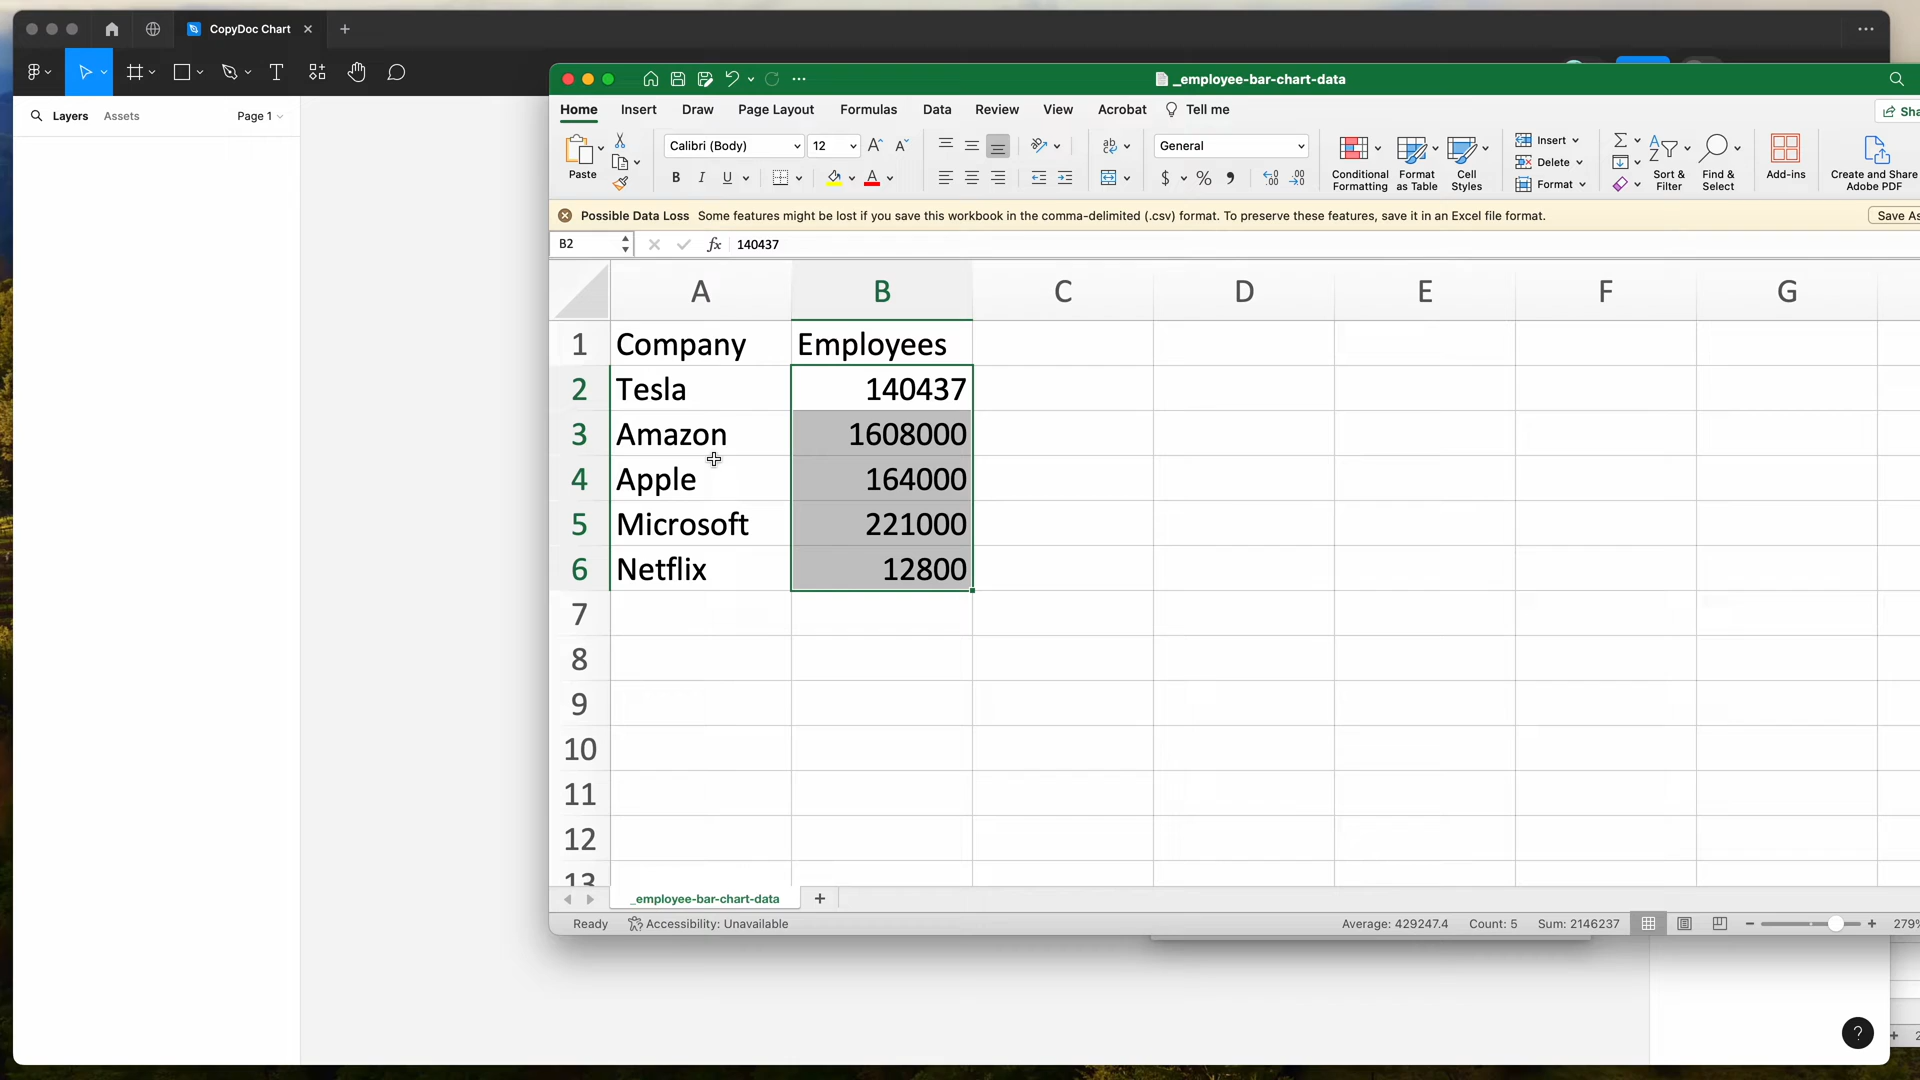 CopyDoc Chart
Layers
Assets
Page 1
_employee-bar-chart-data
Home
Insert
Draw
Page Layout
Formulas
Data
Review
View
Acrobat
Tell me
Paste
Calibri (Body)
12
General
Conditional Formatting
Format as Table
Cell Styles
Insert
Delete
Format
Sort & Filter
Find & Select
Add-ins
Create and Share Adobe PDF
Possible Data Loss Some features might be lost if you save this workbook in the comma-delimited (.csv) format. To preserve these features, save it in an Excel file format.
Save As
B2
fx
140437
A B C D E F G
1 Company Employees
2 Tesla 140437
3 Amazon 1608000
4 Apple 164000
5 Microsoft 221000
6 Netflix 12800
7
8
9
10
11
12
13
_employee-bar-chart-data
Ready
Accessibility: Unavailable
Average: 429247.4
Count: 5
Sum: 2146237
279%
?